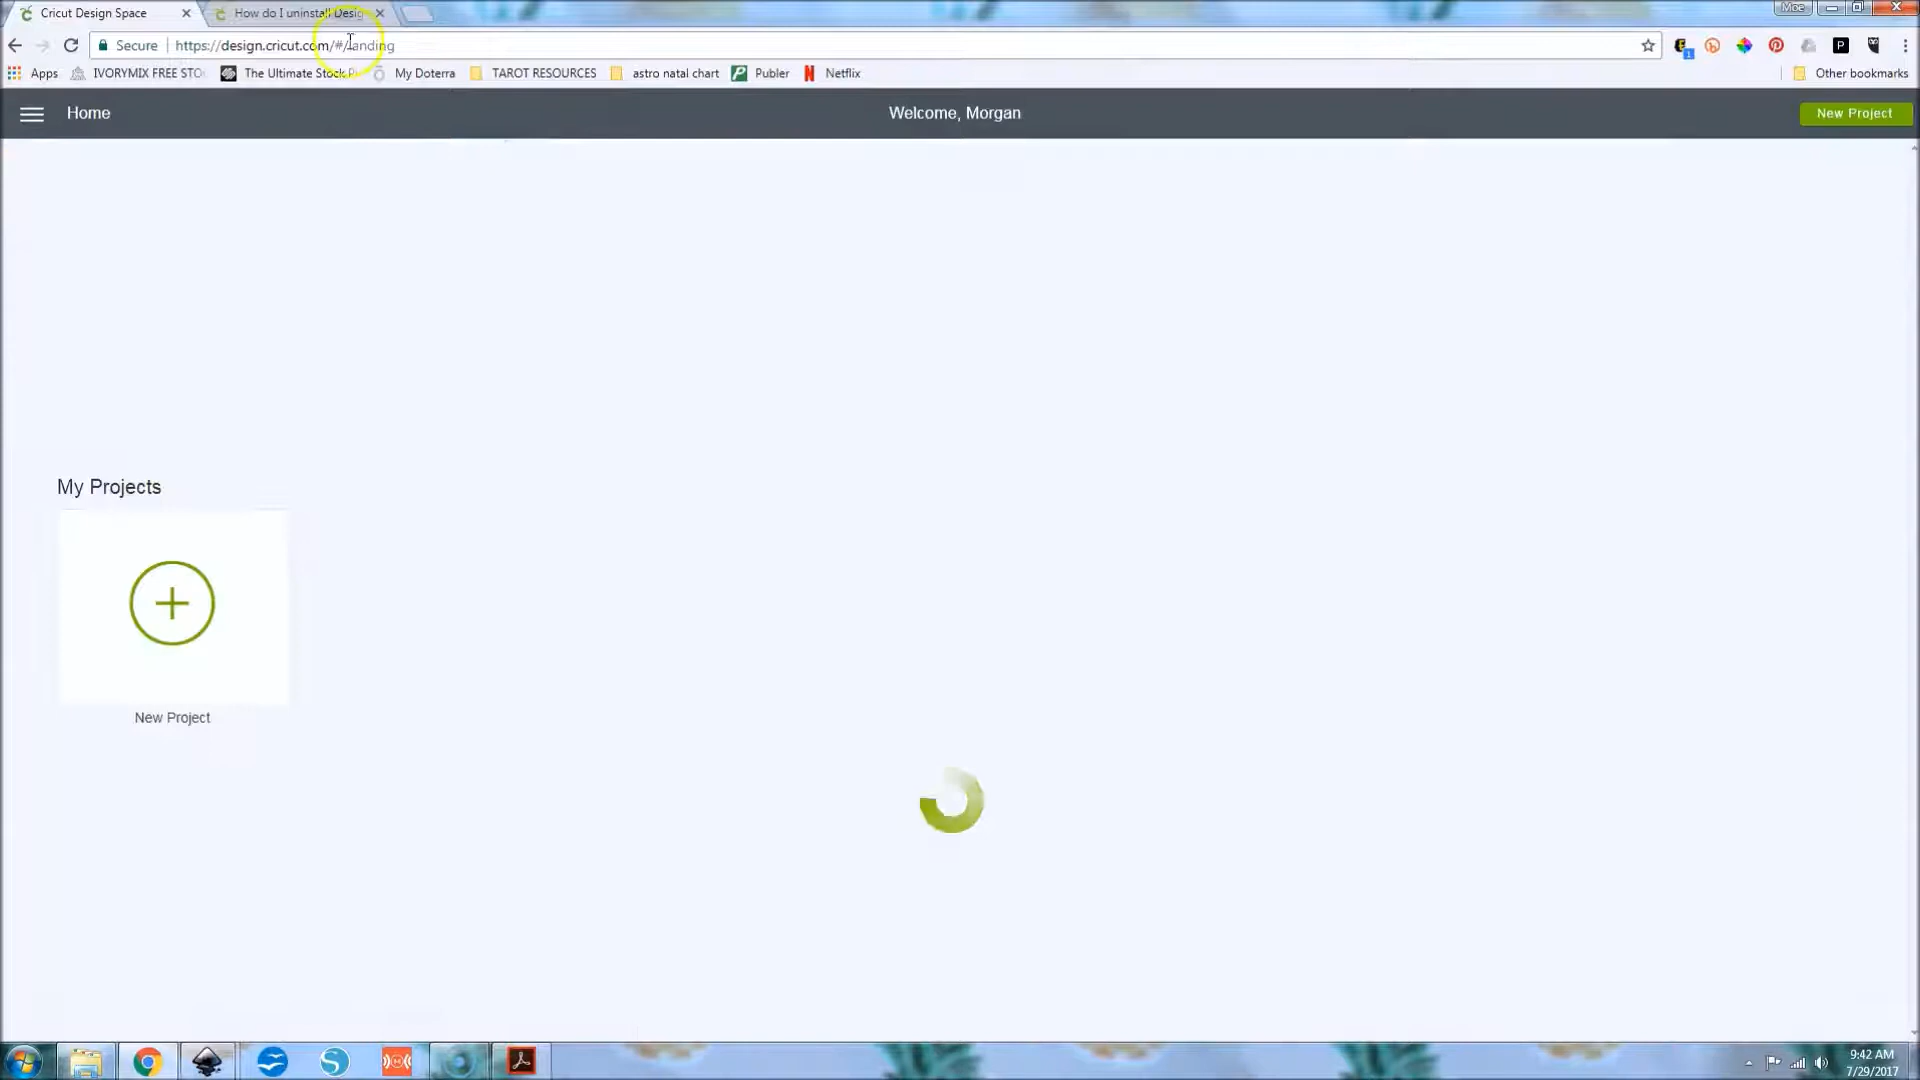 Cricut Design Space
How do I uninstall Desig
Moe
Secure
https://design.cricut.com/#/landing
1
P
Apps
IVORYMIX FREE STO
The Ultimate Stock P
My Doterra
TAROT RESOURCES
astro natal chart
Publer
Netflix
Other bookmarks
Home
Welcome, Morgan
New Project
My Projects
New Project
9:42 AM
7/29/2017